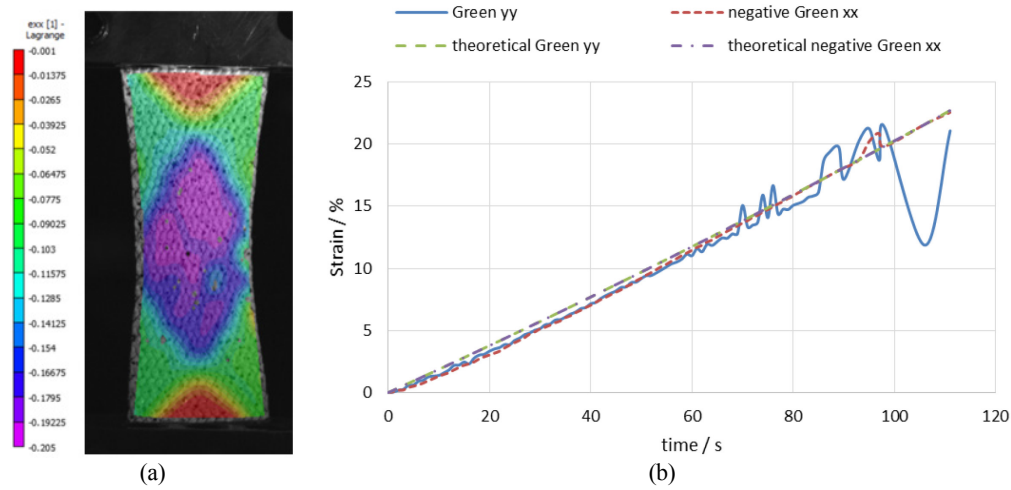 exx [1] -
Lagrange
-0.001
-0.01375
-0.0265
-0.03925
-0.052
-0.06475
-0.0775
-0.09025
-0.103
-0.11575
-0.1285
-0.14125
-0.154
-0.16675
-0.1795
-0.19225
-0.205
(a)
Green yy
negative Green xx
theoretical Green yy
theoretical negative Green xx
25
20
15
10
5
0
Strain / %
0 20 40 60 80 100 120
time / s
(b)